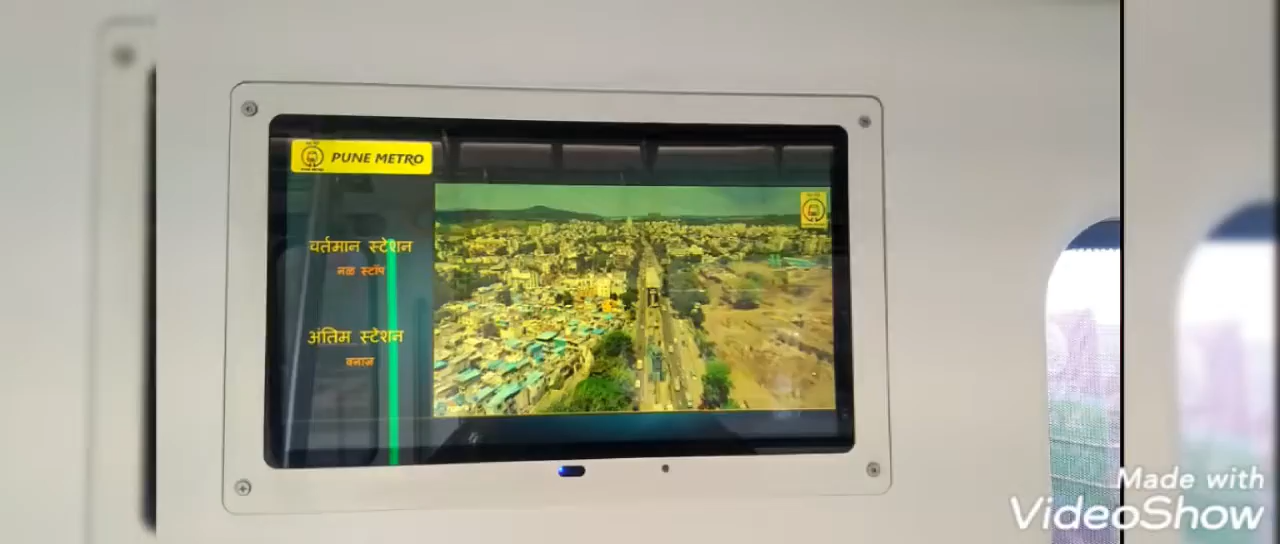 PUNE METRO
वर्तमान स्टेशन
नळ स्टॉप
अंतिम स्टेशन
वनाज
Made with
VideoShow